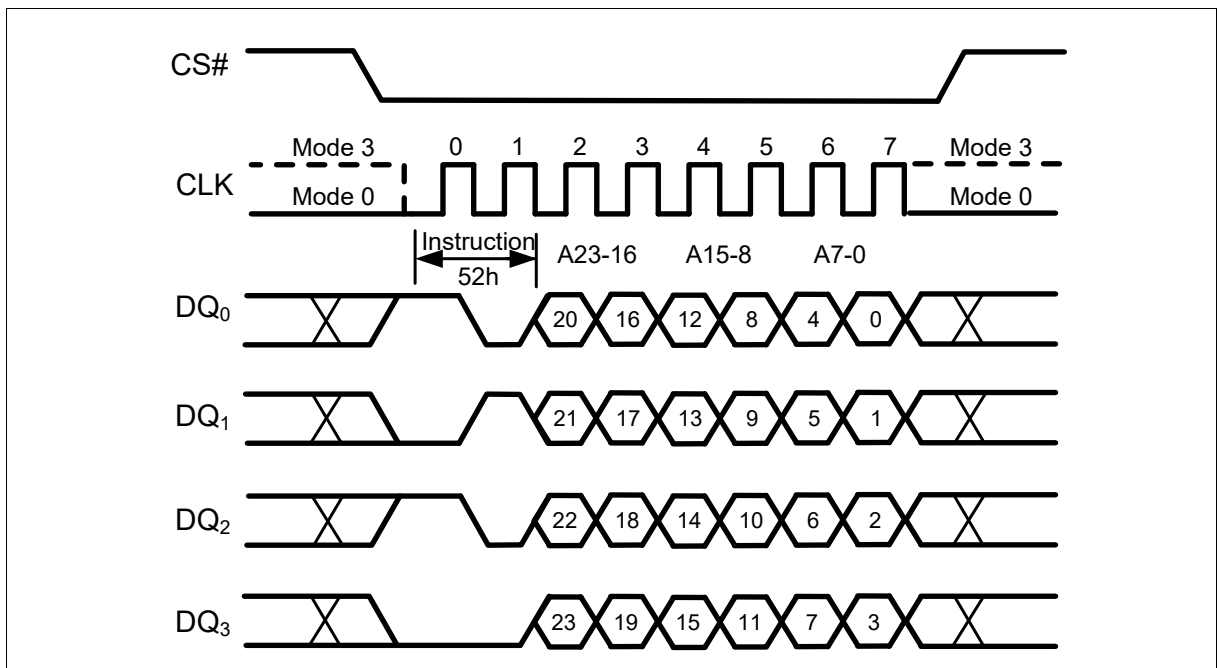 CS#
Mode 3 0 1 2 3 4 5 6 7 Mode 3
CLK
Mode 0 Mode 0
Instruction A23-16 A15-8 A7-0
52h
DQ0 20 16 12 8 4 0
DQ1 21 17 13 9 5 1
DQ2 22 18 14 10 6 2
DQ3 23 19 15 11 7 3